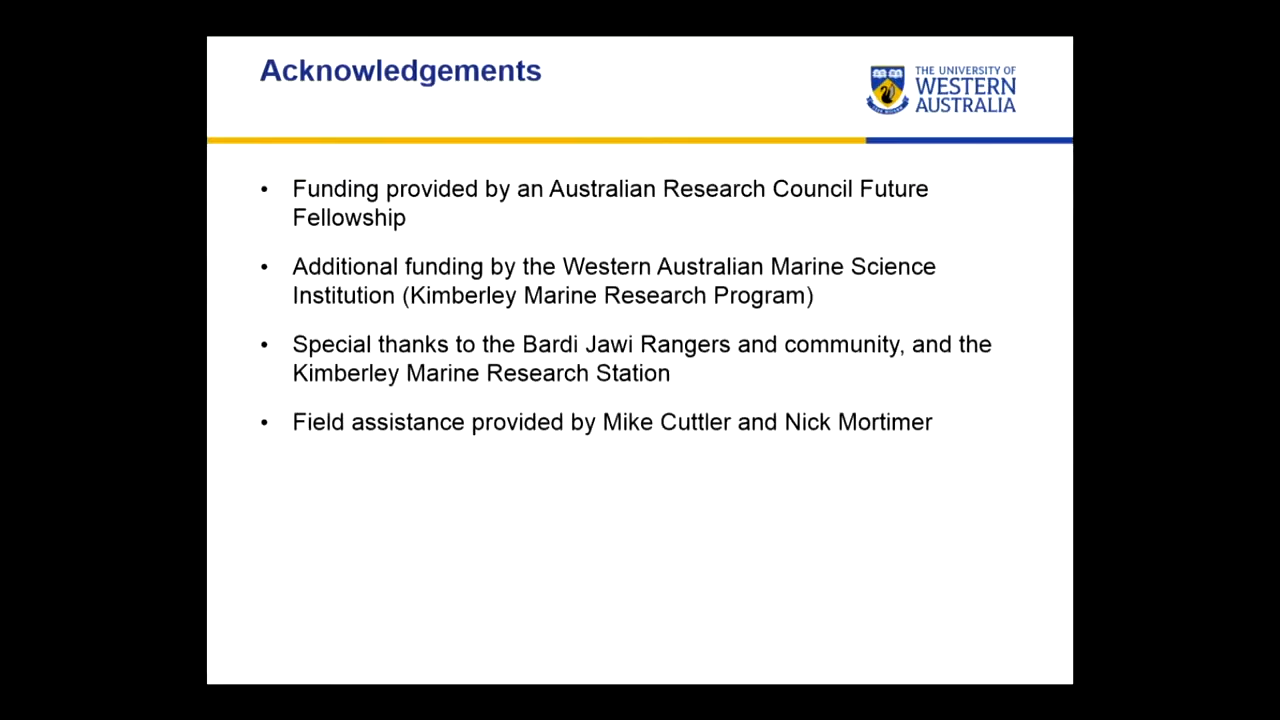 Acknowledgements
THE UNIVERSITY OF
WESTERN
AUSTRALIA
• Funding provided by an Australian Research Council Future
Fellowship
• Additional funding by the Western Australian Marine Science
Institution (Kimberley Marine Research Program)
• Special thanks to the Bardi Jawi Rangers and community, and the
Kimberley Marine Research Station
• Field assistance provided by Mike Cuttler and Nick Mortimer